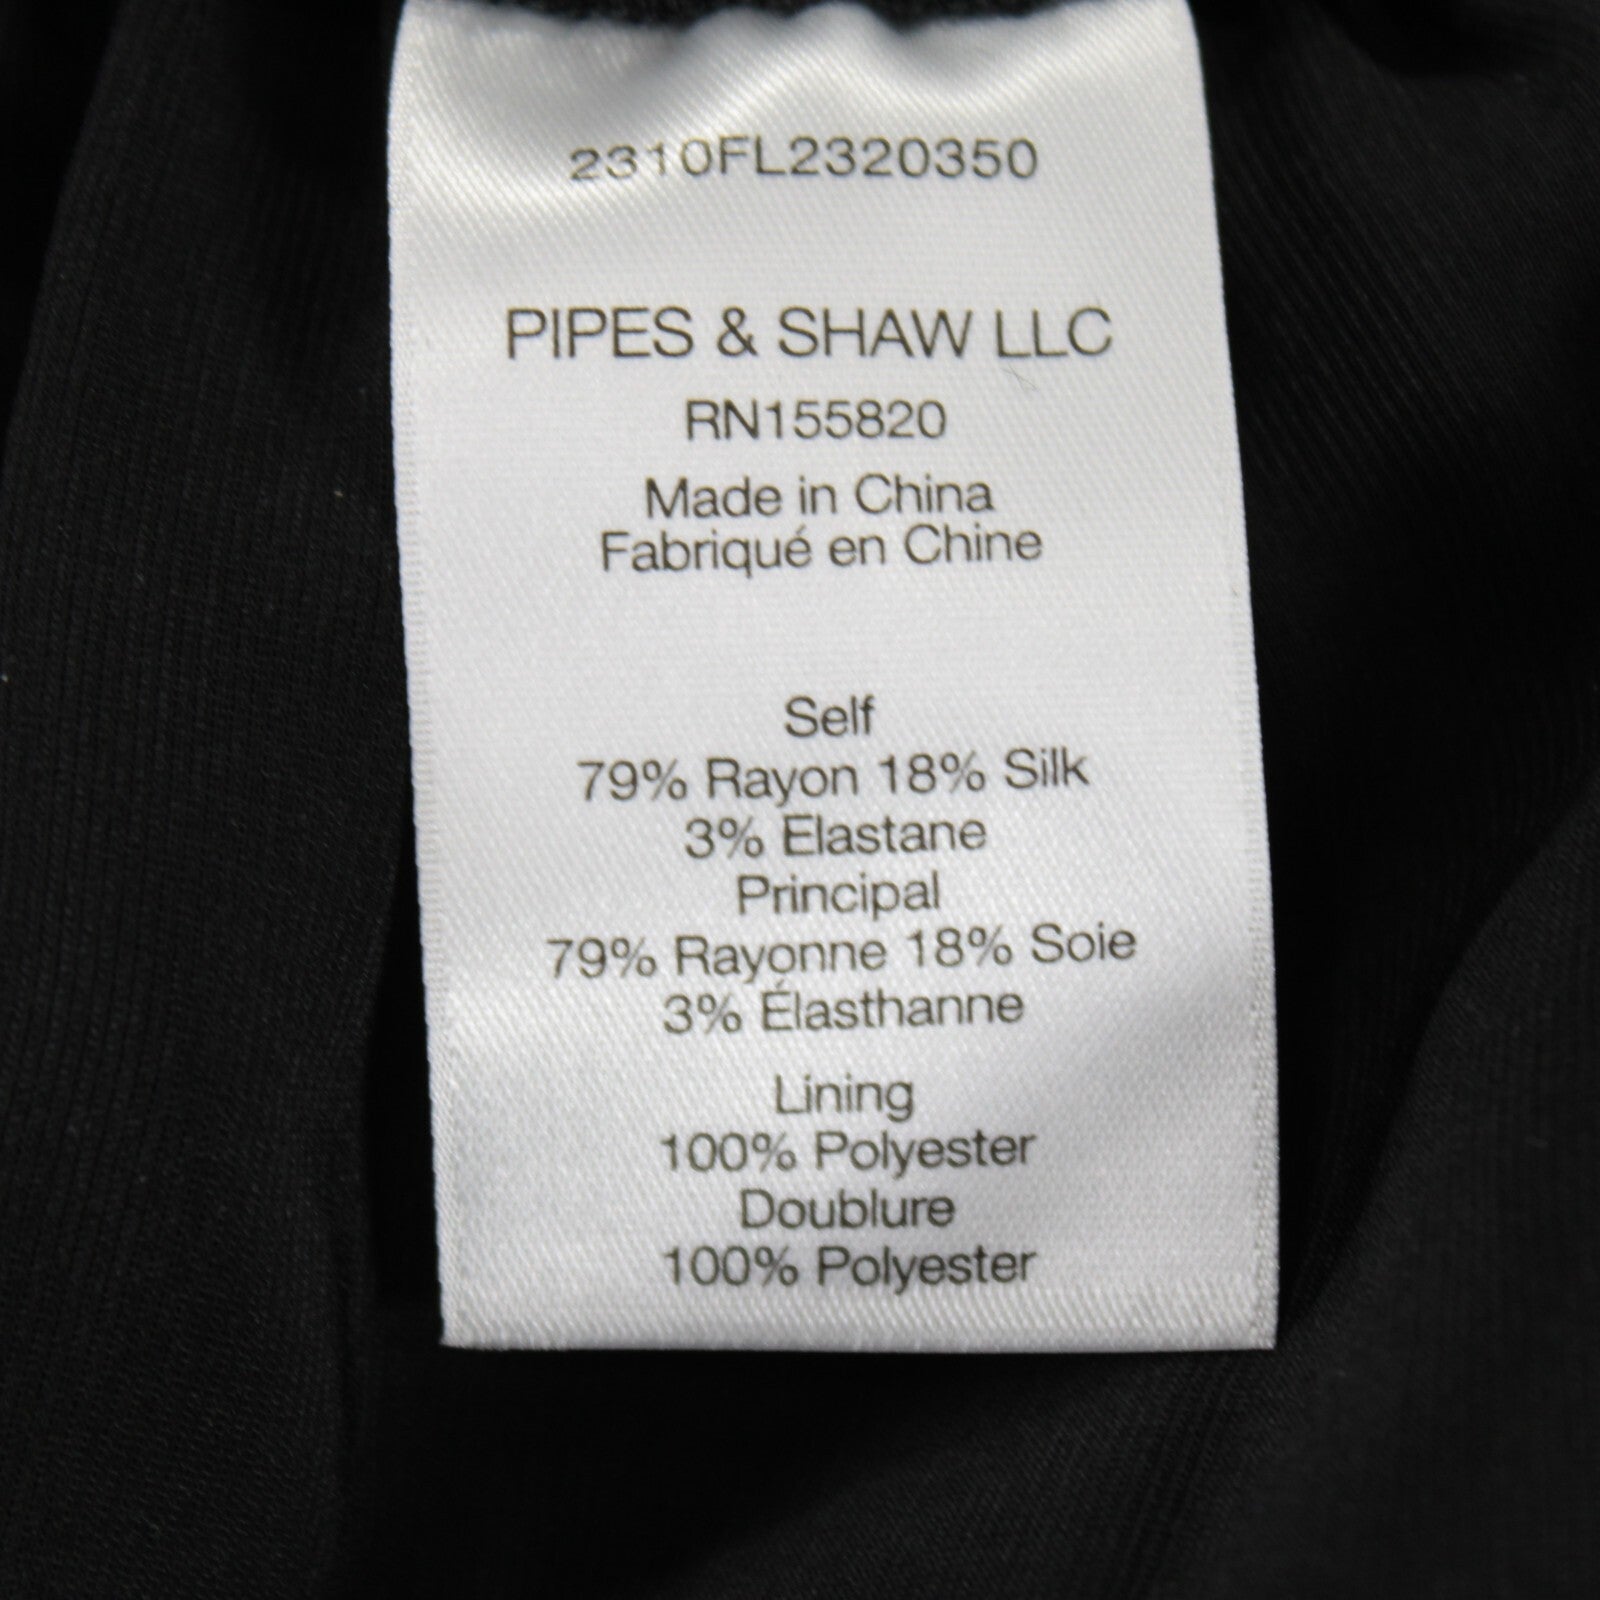 2310FL2320350
PIPES & SHAW LLC
RN155820
Made in China
Fabriqué en Chine
Self
79% Rayon 18% Silk
3% Elastane
Principal
79% Rayonne 18% Soie
3% Élasthanne
Lining
100% Polyester
Doublure
100% Polyester